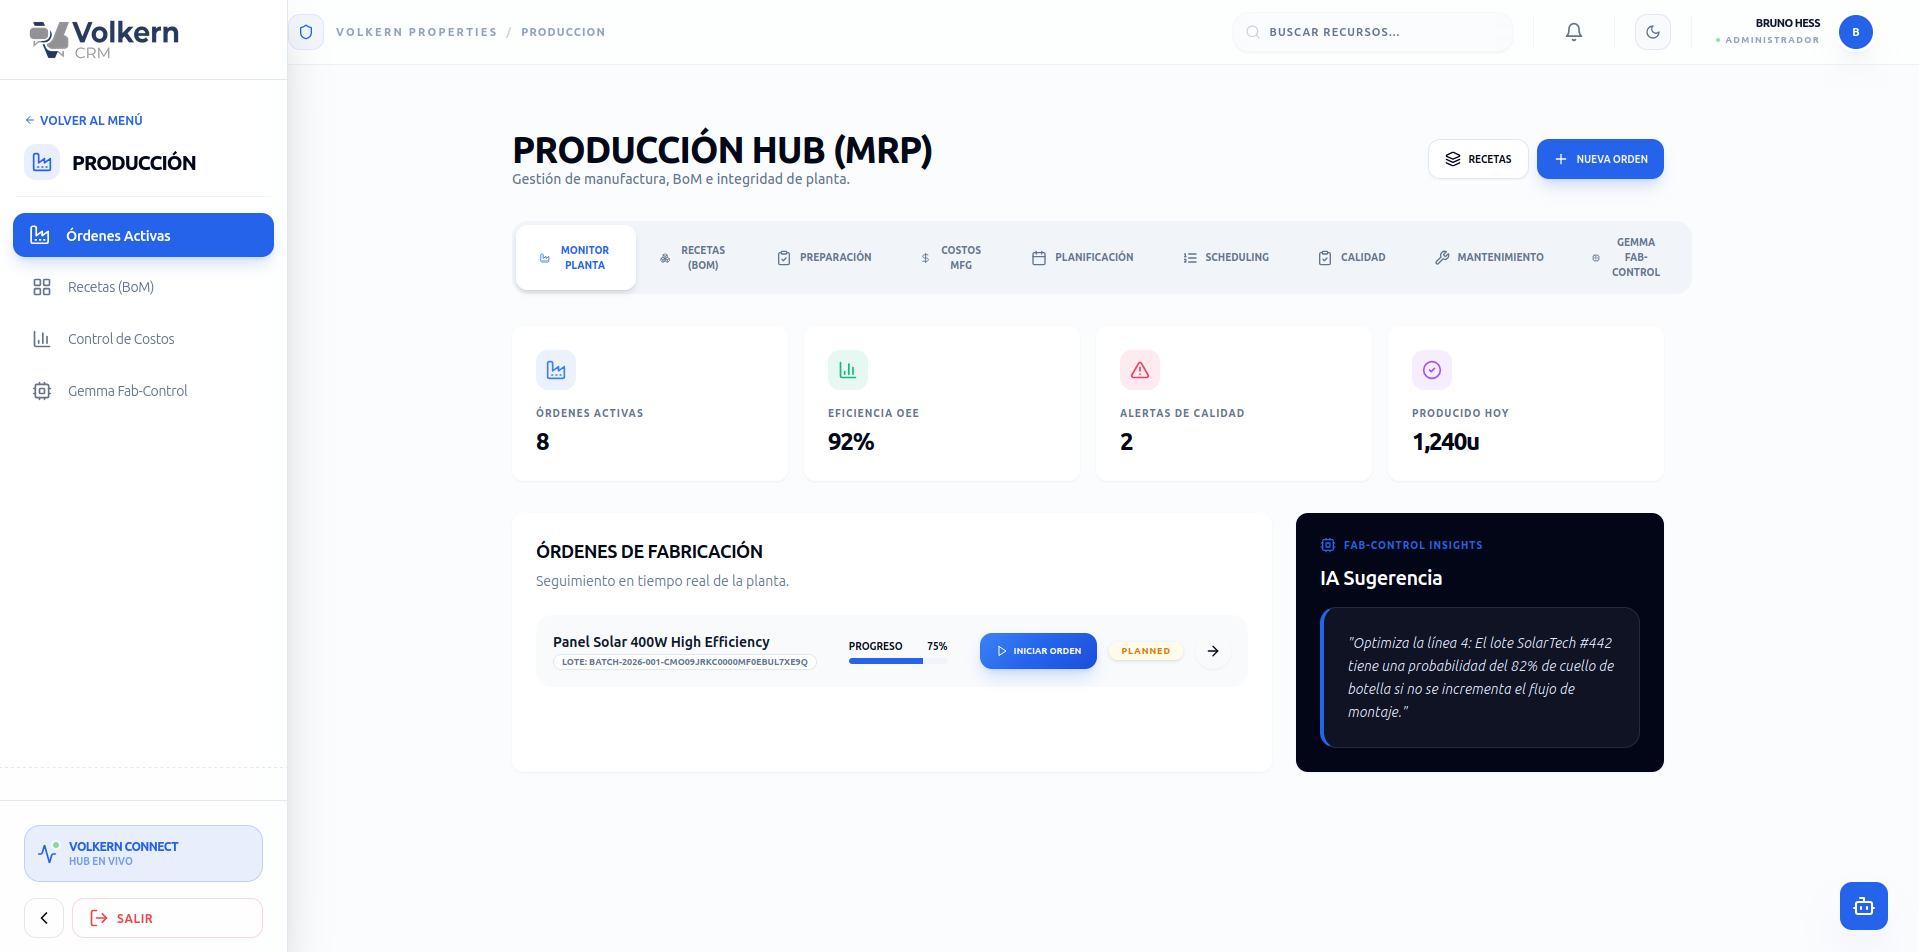 Volkern
CRM
VOLKERN PROPERTIES / PRODUCCION
BUSCAR RECURSOS...
BRUNO HESS
ADMINISTRADOR
B
VOLVER AL MENÚ
PRODUCCIÓN
Órdenes Activas
Recetas (BoM)
Control de Costos
Gemma Fab-Control
VOLKERN CONNECT
HUB EN VIVO
SALIR
PRODUCCIÓN HUB (MRP)
Gestión de manufactura, BoM e integridad de planta.
RECETAS
NUEVA ORDEN
MONITOR
PLANTA
RECETAS
(BOM)
PREPARACIÓN
COSTOS
MFG
PLANIFICACIÓN
SCHEDULING
CALIDAD
MANTENIMIENTO
GEMMA
FAB-
CONTROL
ÓRDENES ACTIVAS
8
EFICIENCIA OEE
92%
ALERTAS DE CALIDAD
2
PRODUCIDO HOY
1,240u
ÓRDENES DE FABRICACIÓN
Seguimiento en tiempo real de la planta.
Panel Solar 400W High Efficiency
LOTE: BATCH-2026-001-CMO09JRKC0000MF0EBUL7XE9Q
PROGRESO 75%
INICIAR ORDEN
PLANNED
FAB-CONTROL INSIGHTS
IA Sugerencia
"Optimiza la línea 4: El lote SolarTech #442
tiene una probabilidad del 82% de cuello de
botella si no se incrementa el flujo de
montaje."